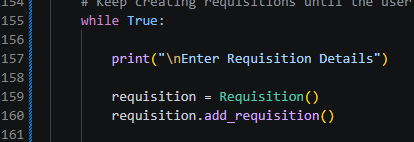 154 # Keep creating requisitions until the user
155 while True:
156
157 print("\nEnter Requisition Details")
158
159 requisition = Requisition()
160 requisition.add_requisition()
161